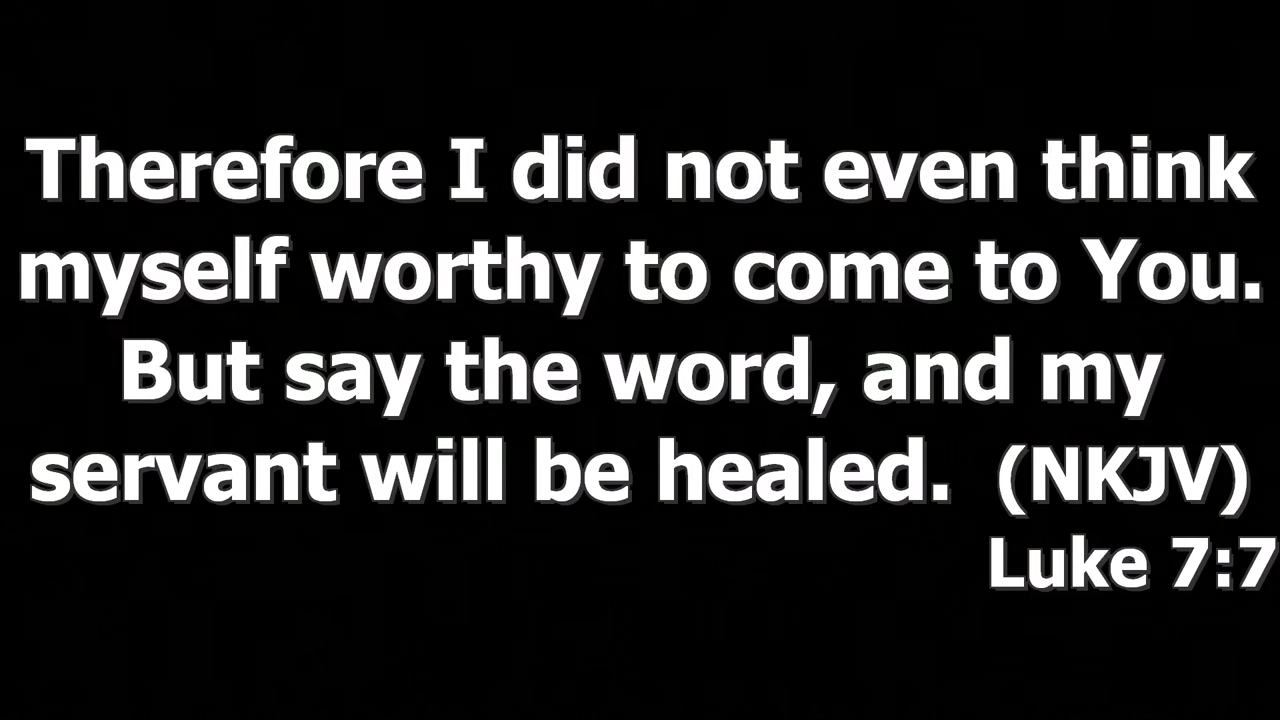 Therefore I did not even think
myself worthy to come to You.
But say the word, and my
servant will be healed.  (NKJV)
Luke 7:7